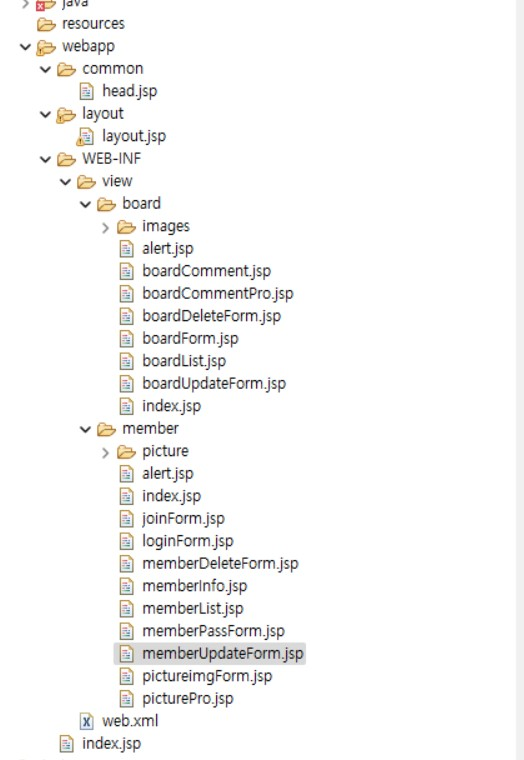 java
resources
webapp
common
head.jsp
layout
layout.jsp
WEB-INF
view
board
images
alert.jsp
boardComment.jsp
boardCommentPro.jsp
boardDeleteForm.jsp
boardForm.jsp
boardList.jsp
boardUpdateForm.jsp
index.jsp
member
picture
alert.jsp
index.jsp
joinForm.jsp
loginForm.jsp
memberDeleteForm.jsp
memberInfo.jsp
memberList.jsp
memberPassForm.jsp
memberUpdateForm.jsp
pictureimgForm.jsp
picturePro.jsp
web.xml
index.jsp